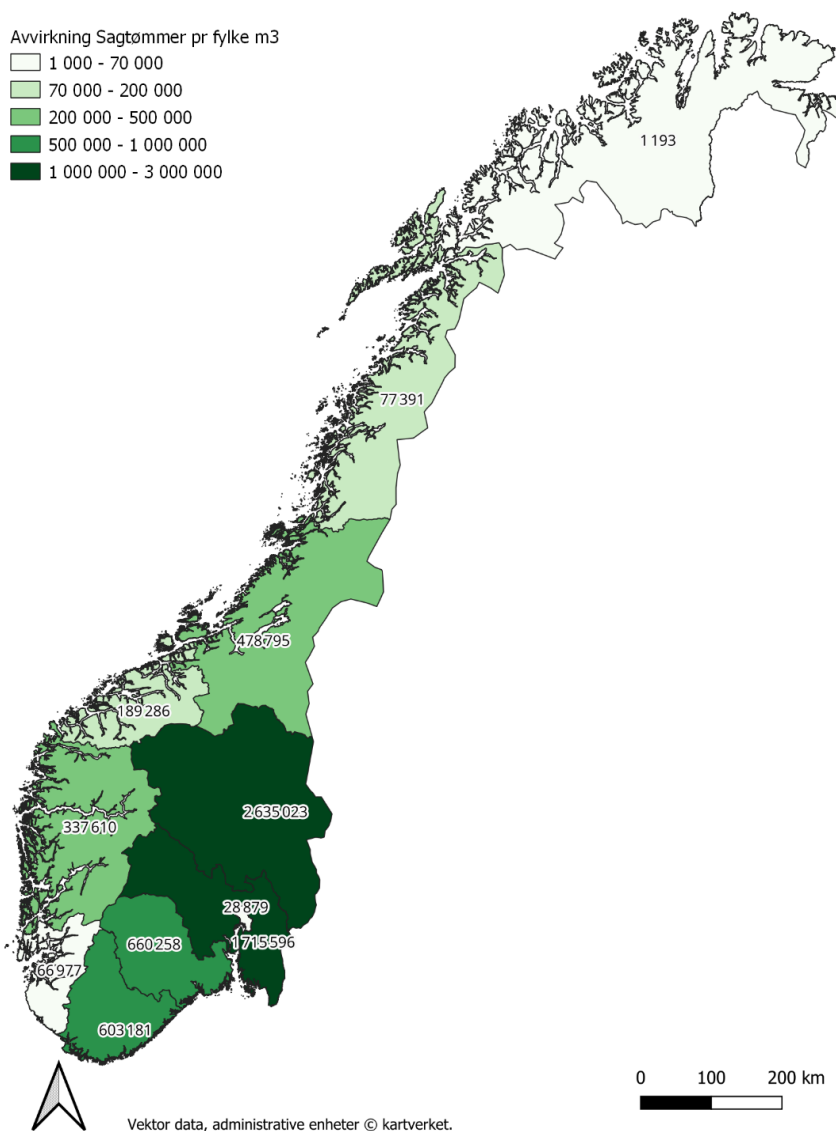 Avvirkning Sagtømmer pr fylke m3
1 000 - 70 000
70 000 - 200 000
200 000 - 500 000
500 000 - 1 000 000
1 000 000 - 3 000 000
1 193
77 391
478 795
189 286
2 635 023
337 610
28 879
1 715 596
660 258
66 977
603 181
0 100 200 km
Vektor data, administrative enheter © kartverket.